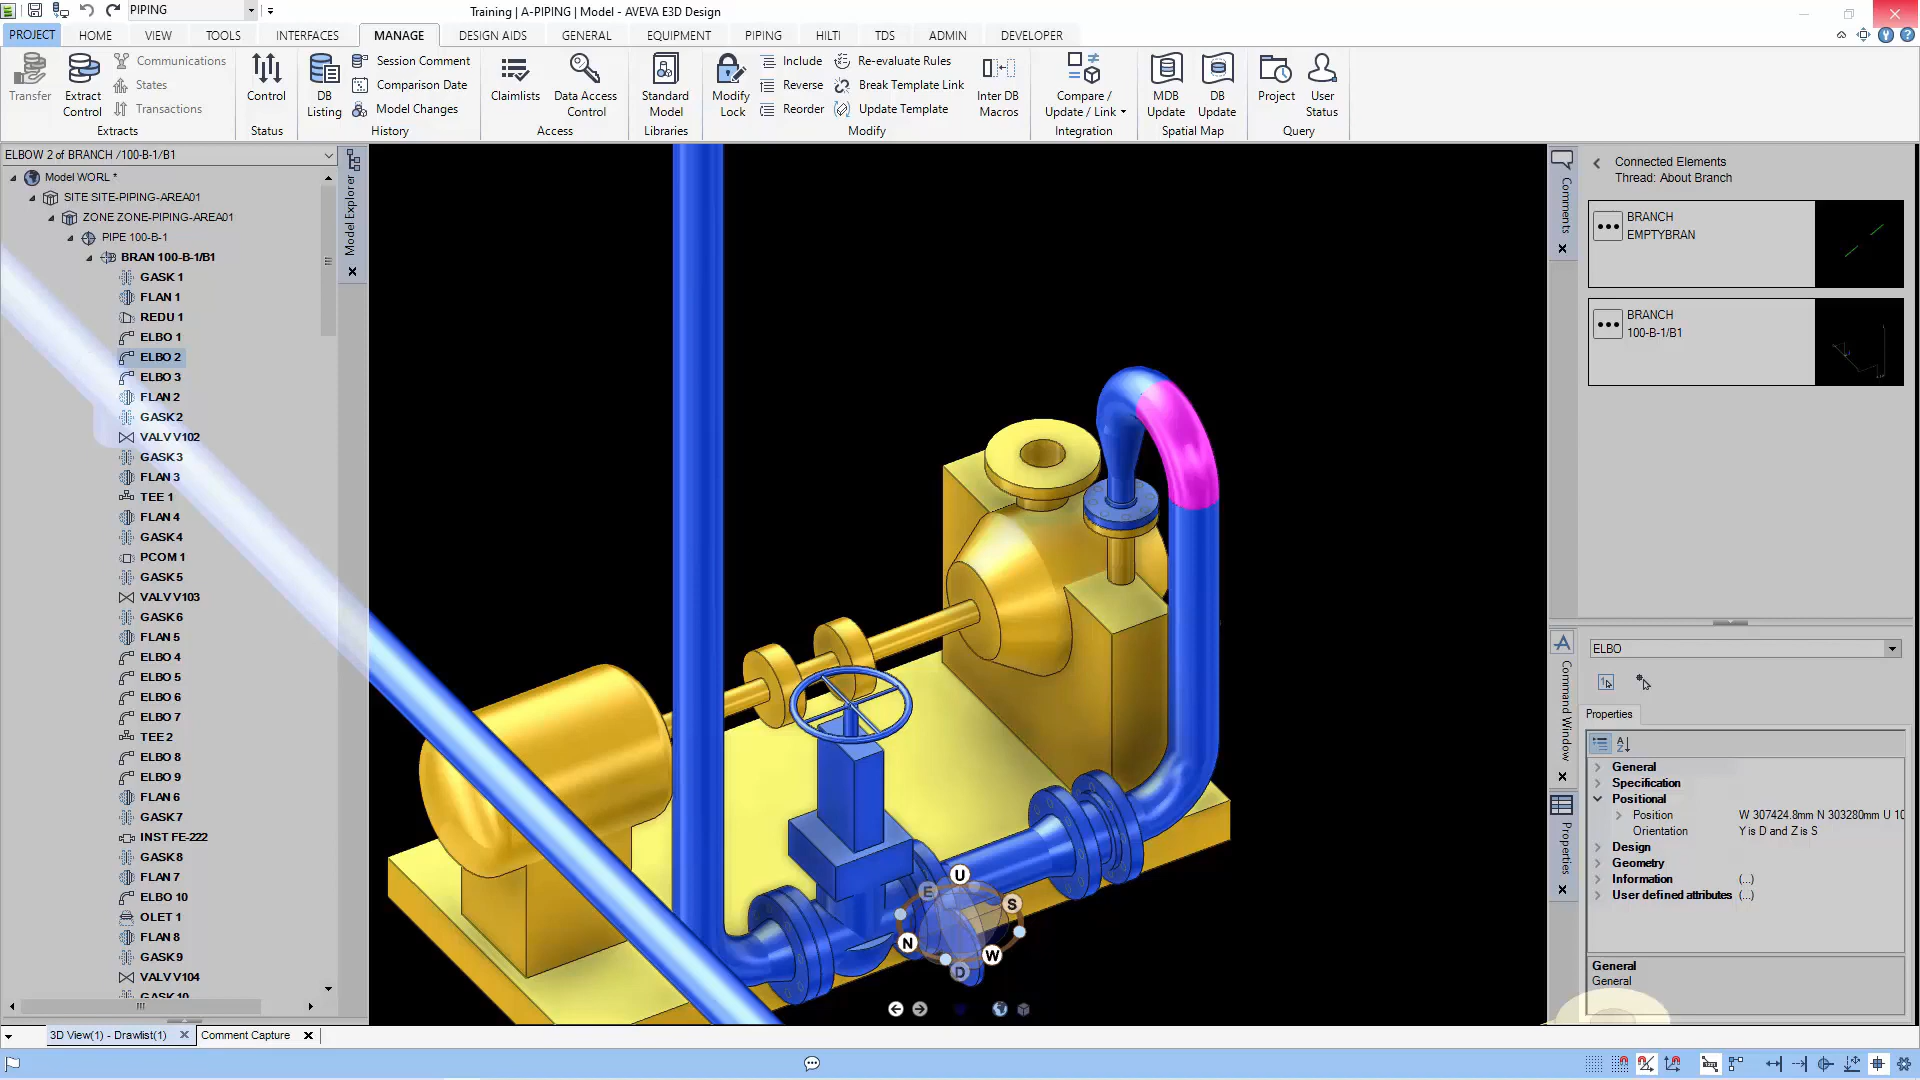 PIPING
Training | A-PIPING | Model - AVEVA E3D Design
PROJECT HOME VIEW TOOLS INTERFACES MANAGE DESIGN AIDS GENERAL EQUIPMENT PIPING HILTI TDS ADMIN DEVELOPER
Transfer
Extract Control
Communications
States
Transactions
Extracts
Control
Status
DB Listing
Session Comment
Comparison Date
Model Changes
History
Claimlists
Data Access Control
Access
Standard Model
Libraries
Modify Lock
Include
Reverse
Reorder
Re-evaluate Rules
Break Template Link
Update Template
Inter DB Macros
Modify
Compare / Update / Link
Integration
MDB Update
DB Update
Spatial Map
Project
User Status
Query
ELBOW 2 of BRANCH /100-B-1/B1
Model WORL *
SITE SITE-PIPING-AREA01
ZONE ZONE-PIPING-AREA01
PIPE 100-B-1
BRAN 100-B-1/B1
GASK 1
FLAN 1
REDU 1
ELBO 1
ELBO 2
ELBO 3
FLAN 2
GASK 2
VALV V102
GASK 3
FLAN 3
TEE 1
FLAN 4
GASK 4
PCOM 1
GASK 5
VALV V103
GASK 6
FLAN 5
ELBO 4
ELBO 5
ELBO 6
ELBO 7
TEE 2
ELBO 8
ELBO 9
FLAN 6
GASK 7
INST FE-222
GASK 8
FLAN 7
ELBO 10
OLET 1
FLAN 8
GASK 9
VALV V104
GASK 10
Model Explorer
U
E
S
N
W
D
Comments
Connected Elements
Thread: About Branch
BRANCH
EMPTYBRAN
BRANCH
100-B-1/B1
Command Window
Properties
ELBO
Properties
General
Specification
Positional
Position W 307424.8mm N 303280mm U 10
Orientation Y is D and Z is S
Design
Geometry
Information (...)
User defined attributes (...)
General
General
3D View(1) - Drawlist(1)
Comment Capture